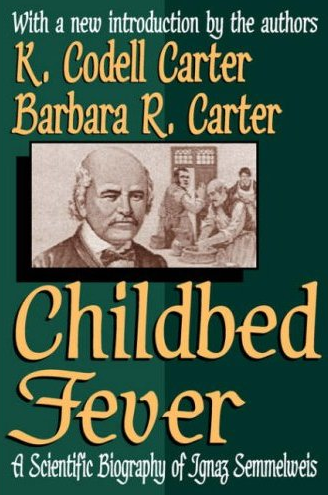 With a new introduction by the authors
K. Codell Carter
Barbara R. Carter
Childbed
Fever
A Scientific Biography of Ignaz Semmelweis